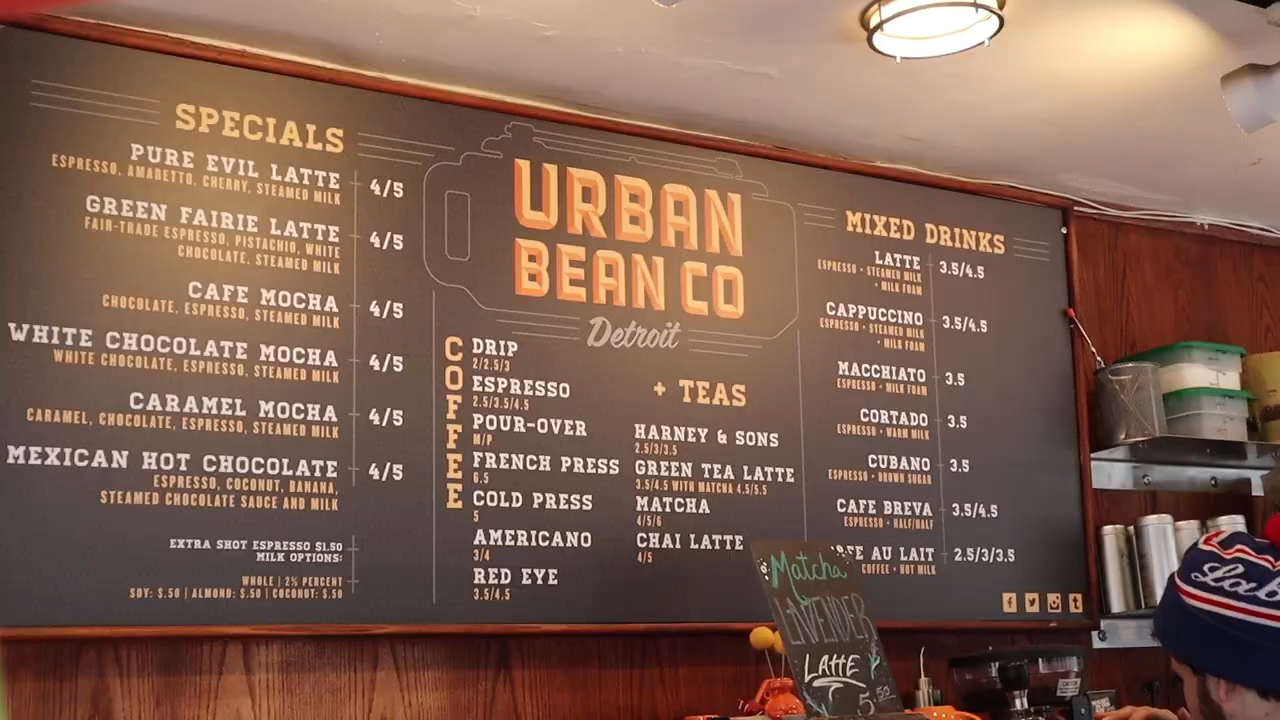 SPECIALS
PURE EVIL LATTE 4/5
ESPRESSO, AMARETTO, CHERRY, STEAMED MILK
GREEN FAIRIE LATTE 4/5
FAIR-TRADE ESPRESSO, PISTACHIO, WHITE
CHOCOLATE, STEAMED MILK
CAFE MOCHA 4/5
CHOCOLATE, ESPRESSO, STEAMED MILK
WHITE CHOCOLATE MOCHA 4/5
WHITE CHOCOLATE, ESPRESSO, STEAMED MILK
CARAMEL MOCHA 4/5
CARAMEL, CHOCOLATE, ESPRESSO, STEAMED MILK
MEXICAN HOT CHOCOLATE 4/5
ESPRESSO, COCONUT, BANANA,
STEAMED CHOCOLATE SAUCE AND MILK
EXTRA SHOT ESPRESSO $1.50
MILK OPTIONS:
WHOLE | 2% PERCENT
SOY: $.50 | ALMOND: $.50 | COCONUT: $.50
URBAN
BEAN CO
Detroit
COFFEE
DRIP
2/2.5/3
ESPRESSO
2.5/3.5/4.5
POUR-OVER
M/P
FRENCH PRESS
6.5
COLD PRESS
5
AMERICANO
3/4
RED EYE
3.5/4.5
+ TEAS
HARNEY & SONS
2.5/3/3.5
GREEN TEA LATTE
3.5/4.5 WITH MATCHA 4.5/5.5
MATCHA
4/5/6
CHAI LATTE
4/5
MIXED DRINKS
LATTE 3.5/4.5
ESPRESSO + STEAMED MILK
+ MILK FOAM
CAPPUCCINO 3.5/4.5
ESPRESSO + STEAMED MILK
+ MILK FOAM
MACCHIATO 3.5
ESPRESSO + MILK FOAM
CORTADO 3.5
ESPRESSO + WARM MILK
CUBANO 3.5
ESPRESSO + BROWN SUGAR
CAFE BREVA 3.5/4.5
ESPRESSO + HALF/HALF
AU LAIT 2.5/3/3.5
COFFEE + HOT MILK
f t
Matcha
LAVENDER
LATTE
5.50
Lab